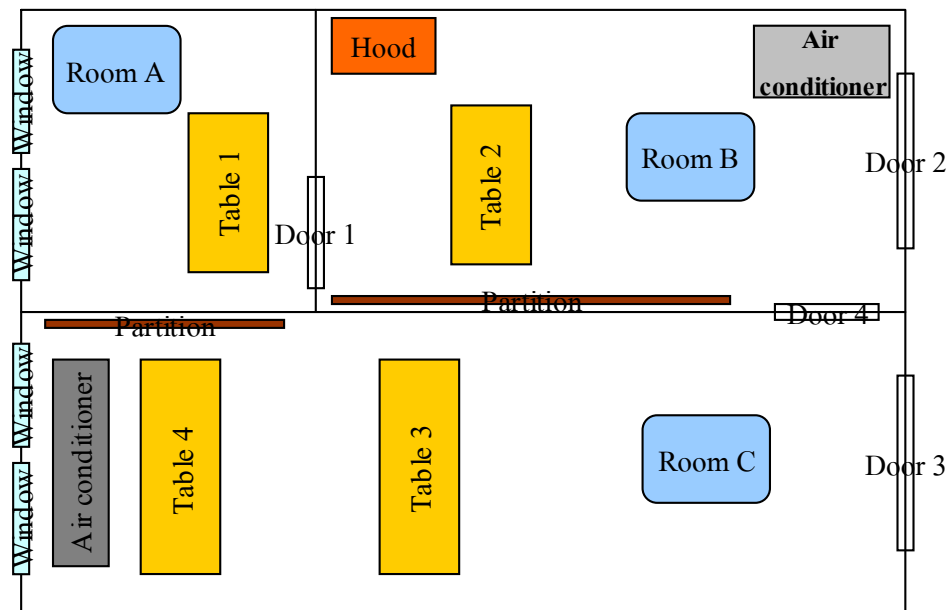 Window
Window
Room A
Table 1
Door 1
Hood
Table 2
Room B
Air
conditioner
Door 2
Partition
Door 4
Partition
Window
Window
Air conditioner
Table 4
Table 3
Room C
Door 3